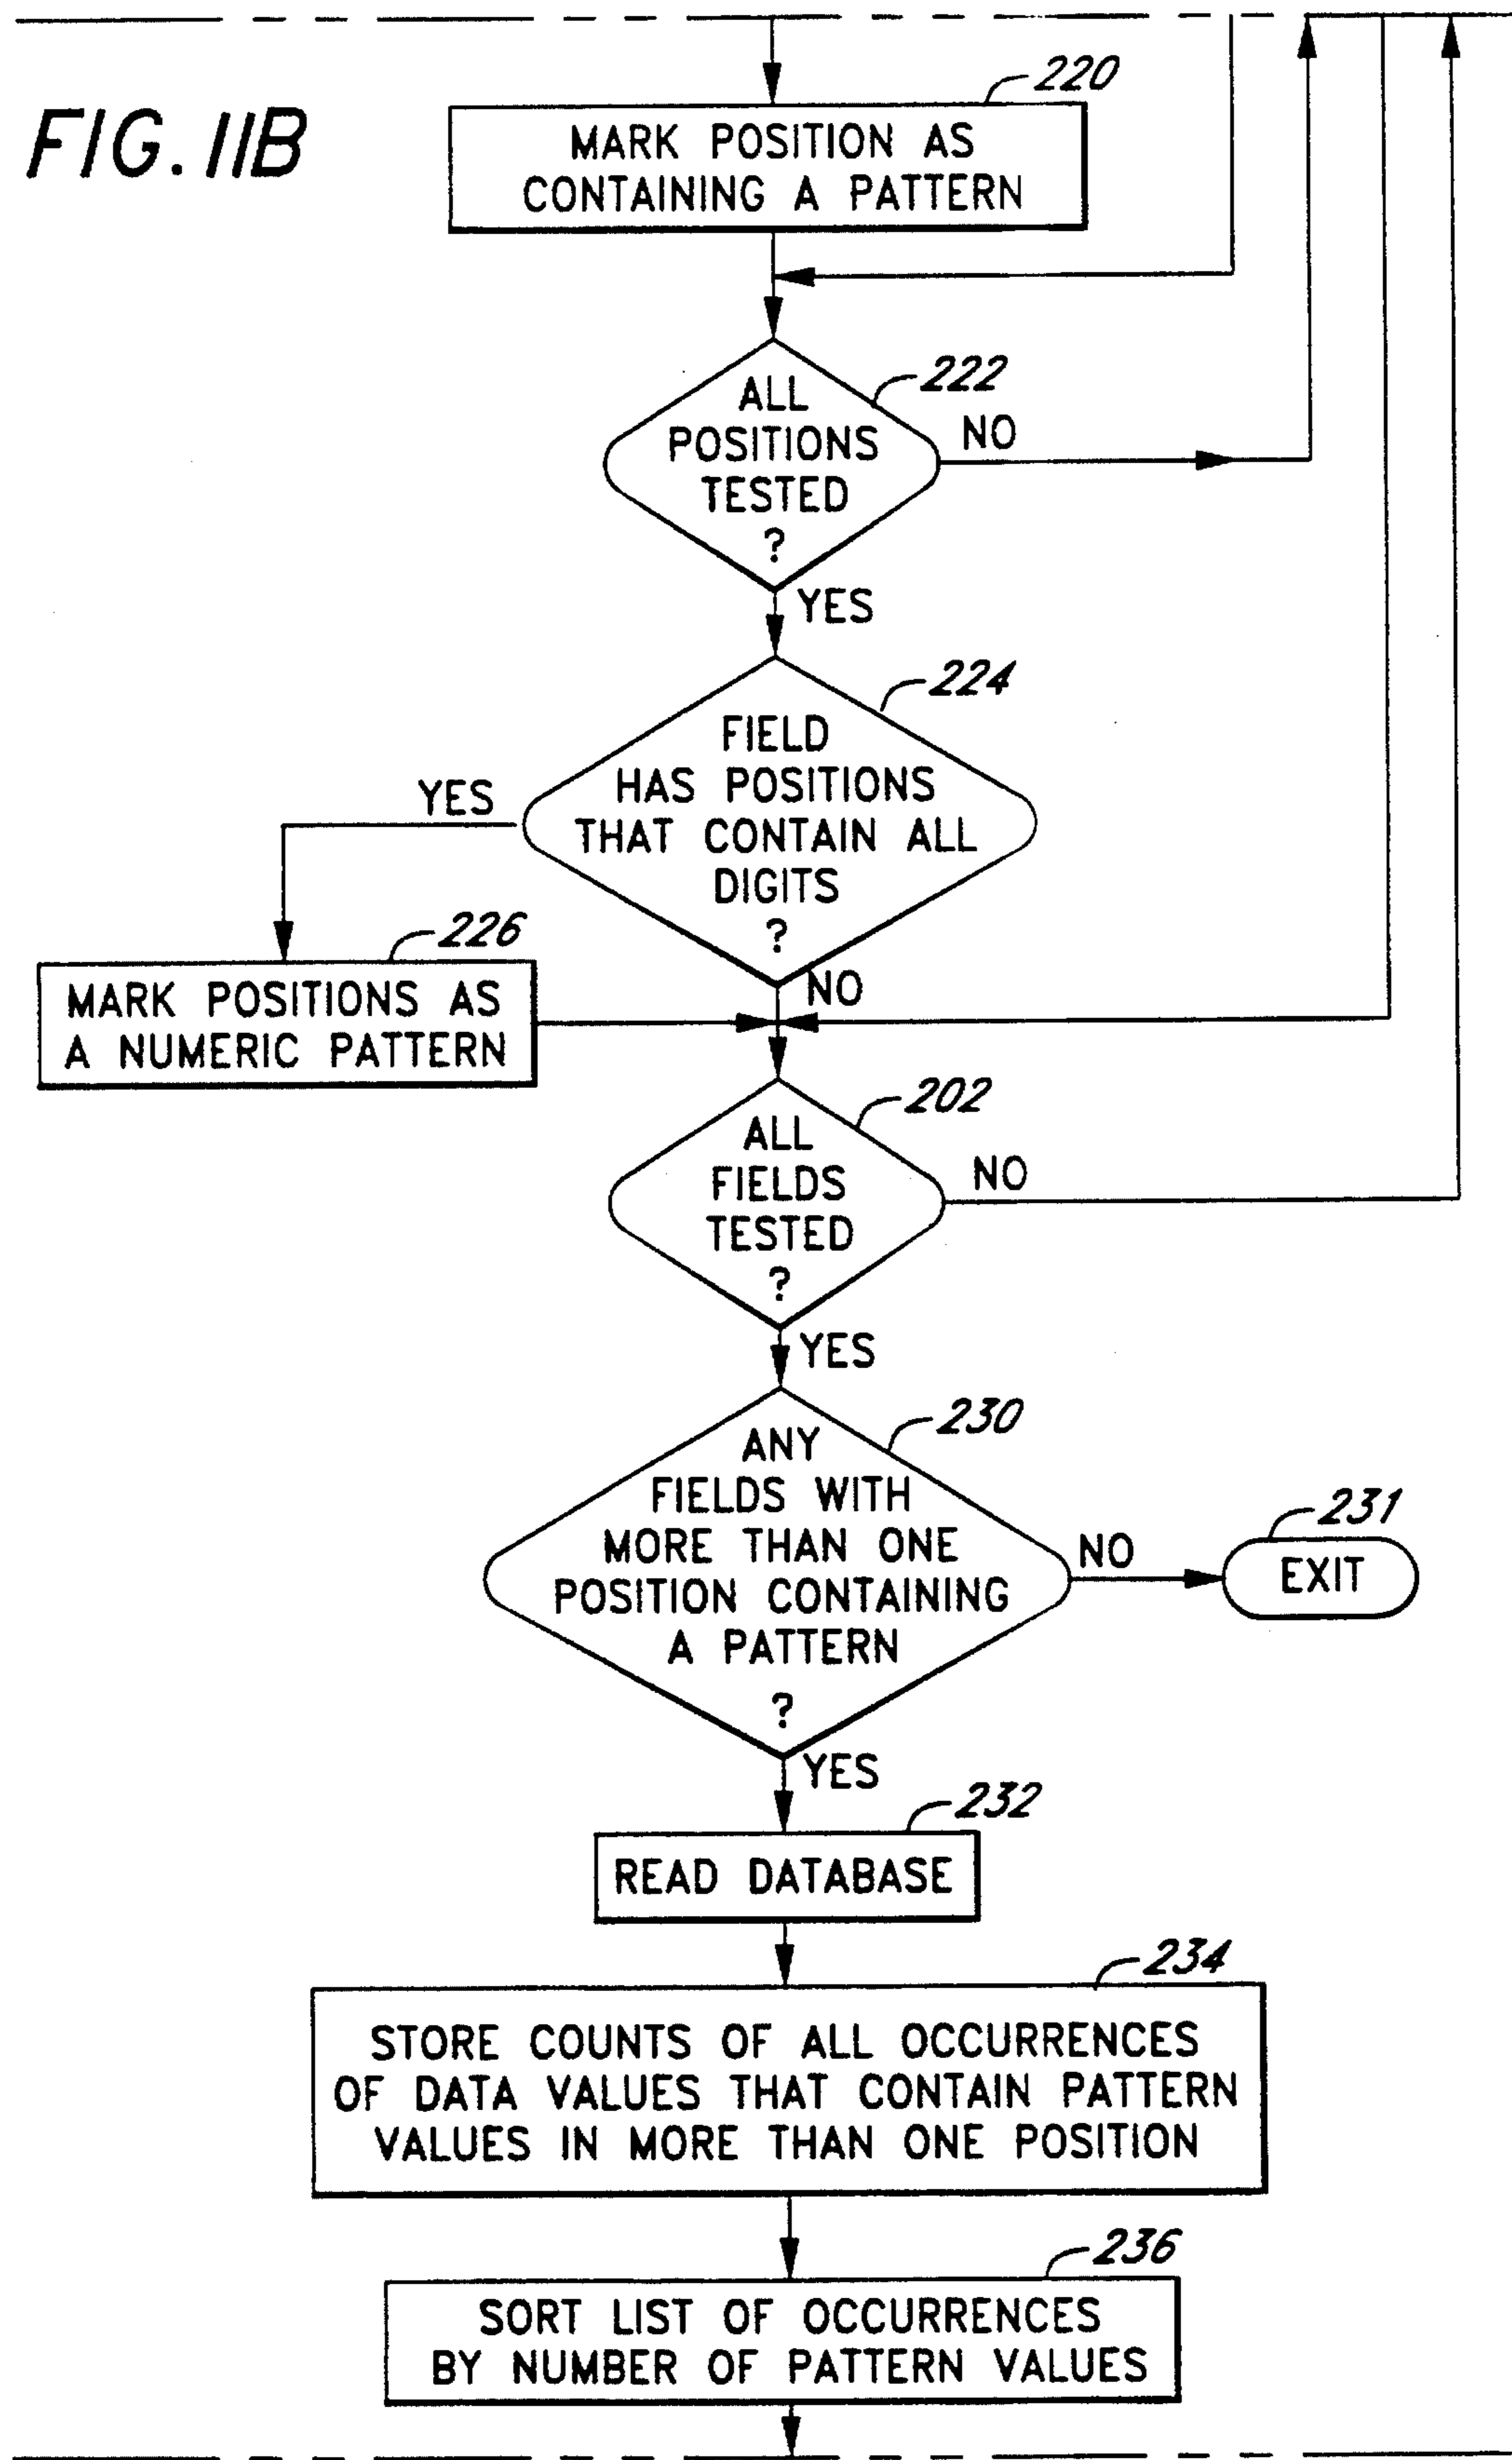 FIG. 11B
220
MARK POSITION AS
CONTAINING A PATTERN
222
ALL
POSITIONS
TESTED
?
NO
YES
224
FIELD
HAS POSITIONS
THAT CONTAIN ALL
DIGITS
?
YES
NO
226
MARK POSITIONS AS
A NUMERIC PATTERN
202
ALL
FIELDS
TESTED
?
NO
YES
230
ANY
FIELDS WITH
MORE THAN ONE
POSITION CONTAINING
A PATTERN
?
NO
231
EXIT
YES
232
READ DATABASE
234
STORE COUNTS OF ALL OCCURRENCES
OF DATA VALUES THAT CONTAIN PATTERN
VALUES IN MORE THAN ONE POSITION
236
SORT LIST OF OCCURRENCES
BY NUMBER OF PATTERN VALUES